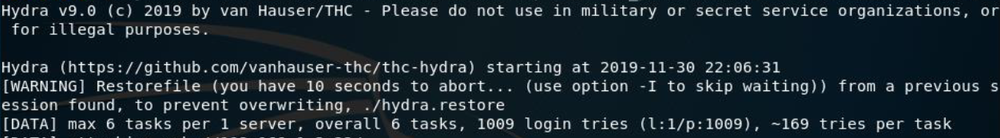 Hydra v9.0 (c) 2019 by van Hauser/THC - Please do not use in military or secret service organizations, or
for illegal purposes.
Hydra (https://github.com/vanhauser-thc/thc-hydra) starting at 2019-11-30 22:06:31
[WARNING] Restorefile (you have 10 seconds to abort... (use option -I to skip waiting)) from a previous s
ession found, to prevent overwriting, ./hydra.restore
[DATA] max 6 tasks per 1 server, overall 6 tasks, 1009 login tries (l:1/p:1009), ~169 tries per task